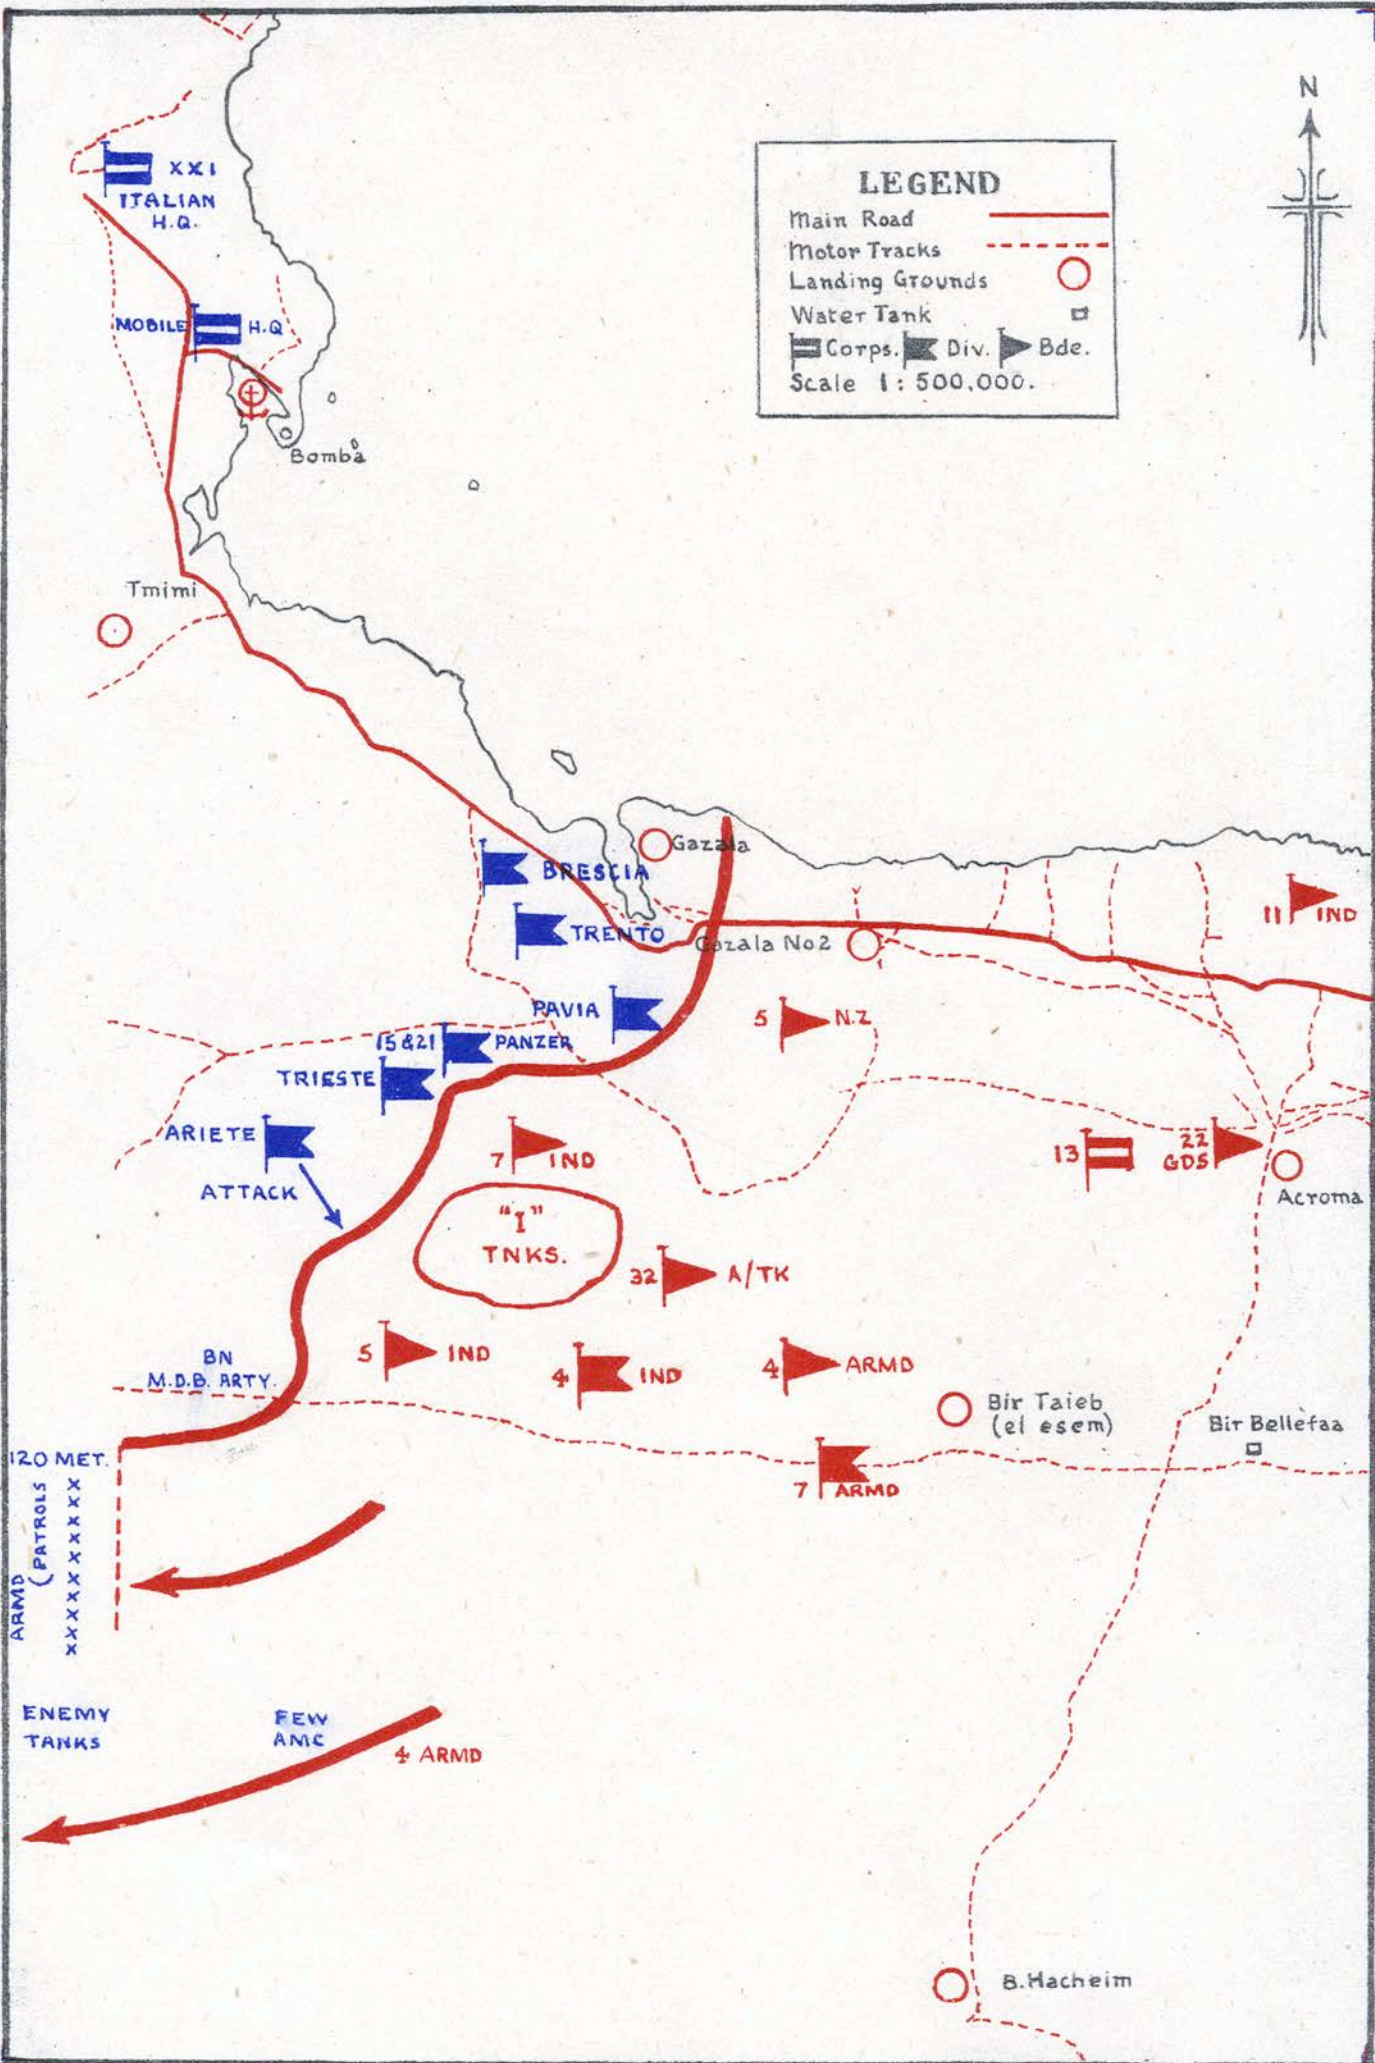 N
LEGEND
Main Road
Motor Tracks
Landing Grounds
Water Tank
Corps. Div. Bde.
Scale 1 : 500,000.
XXI
ITALIAN
H.Q.
MOBILE H.Q
Bomba
Tmimi
Gazala
BRESCIA
11 IND
TRENTO
Gazala No2
PAVIA
5 N.Z
15 & 21 PANZER
TRIESTE
ARIETE
ATTACK
7 IND
13
22
GDS
Acroma
"I"
TNKS.
32 A/TK
BN
M.D.B. ARTY.
5 IND
4 IND
4 ARMD
Bir Taieb
(el esem)
Bir Bellèfaa
120 MET.
7 ARMD
ARMD
(PATROLS
XXXXXXXXXXXX
ENEMY
TANKS
FEW
AMC
4 ARMD
B.Hacheim